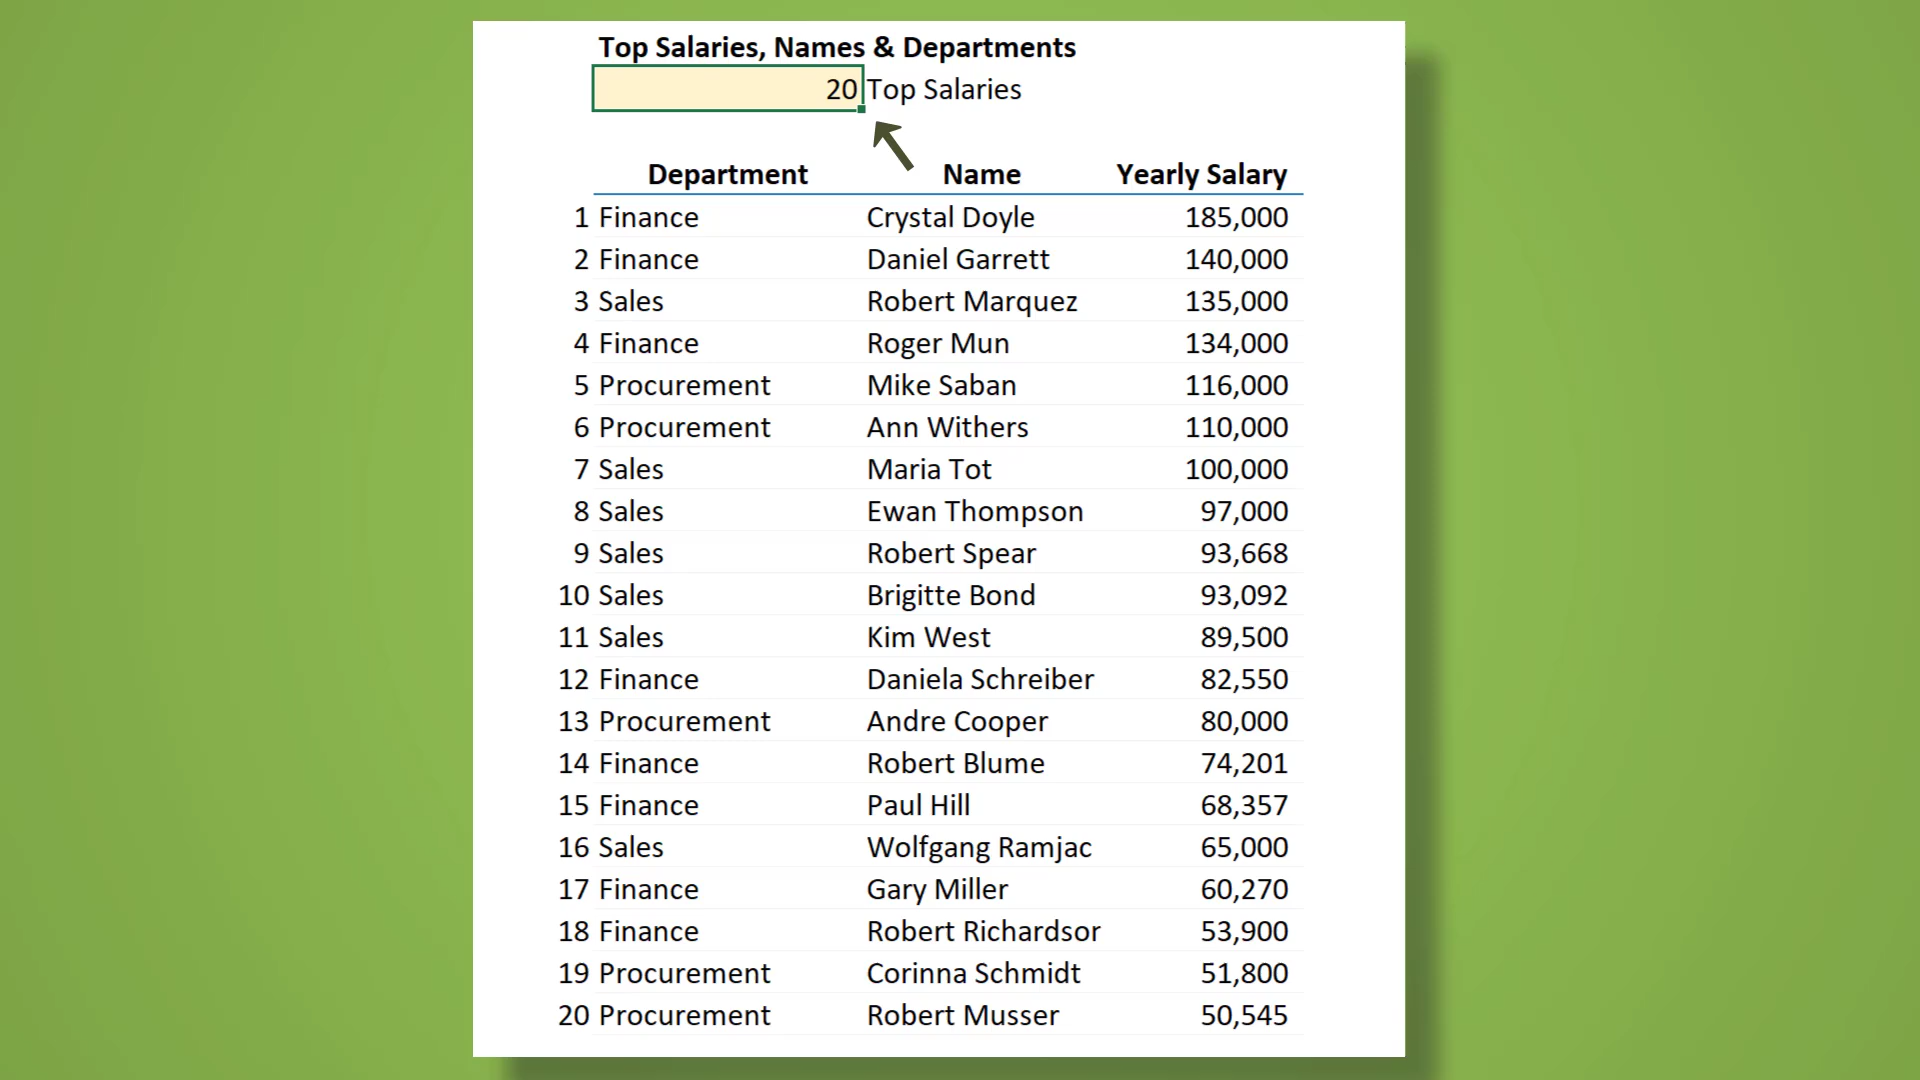 Top Salaries, Names & Departments
20 Top Salaries
Department Name Yearly Salary
1 Finance Crystal Doyle 185,000
2 Finance Daniel Garrett 140,000
3 Sales Robert Marquez 135,000
4 Finance Roger Mun 134,000
5 Procurement Mike Saban 116,000
6 Procurement Ann Withers 110,000
7 Sales Maria Tot 100,000
8 Sales Ewan Thompson 97,000
9 Sales Robert Spear 93,668
10 Sales Brigitte Bond 93,092
11 Sales Kim West 89,500
12 Finance Daniela Schreiber 82,550
13 Procurement Andre Cooper 80,000
14 Finance Robert Blume 74,201
15 Finance Paul Hill 68,357
16 Sales Wolfgang Ramjac 65,000
17 Finance Gary Miller 60,270
18 Finance Robert Richardsor 53,900
19 Procurement Corinna Schmidt 51,800
20 Procurement Robert Musser 50,545